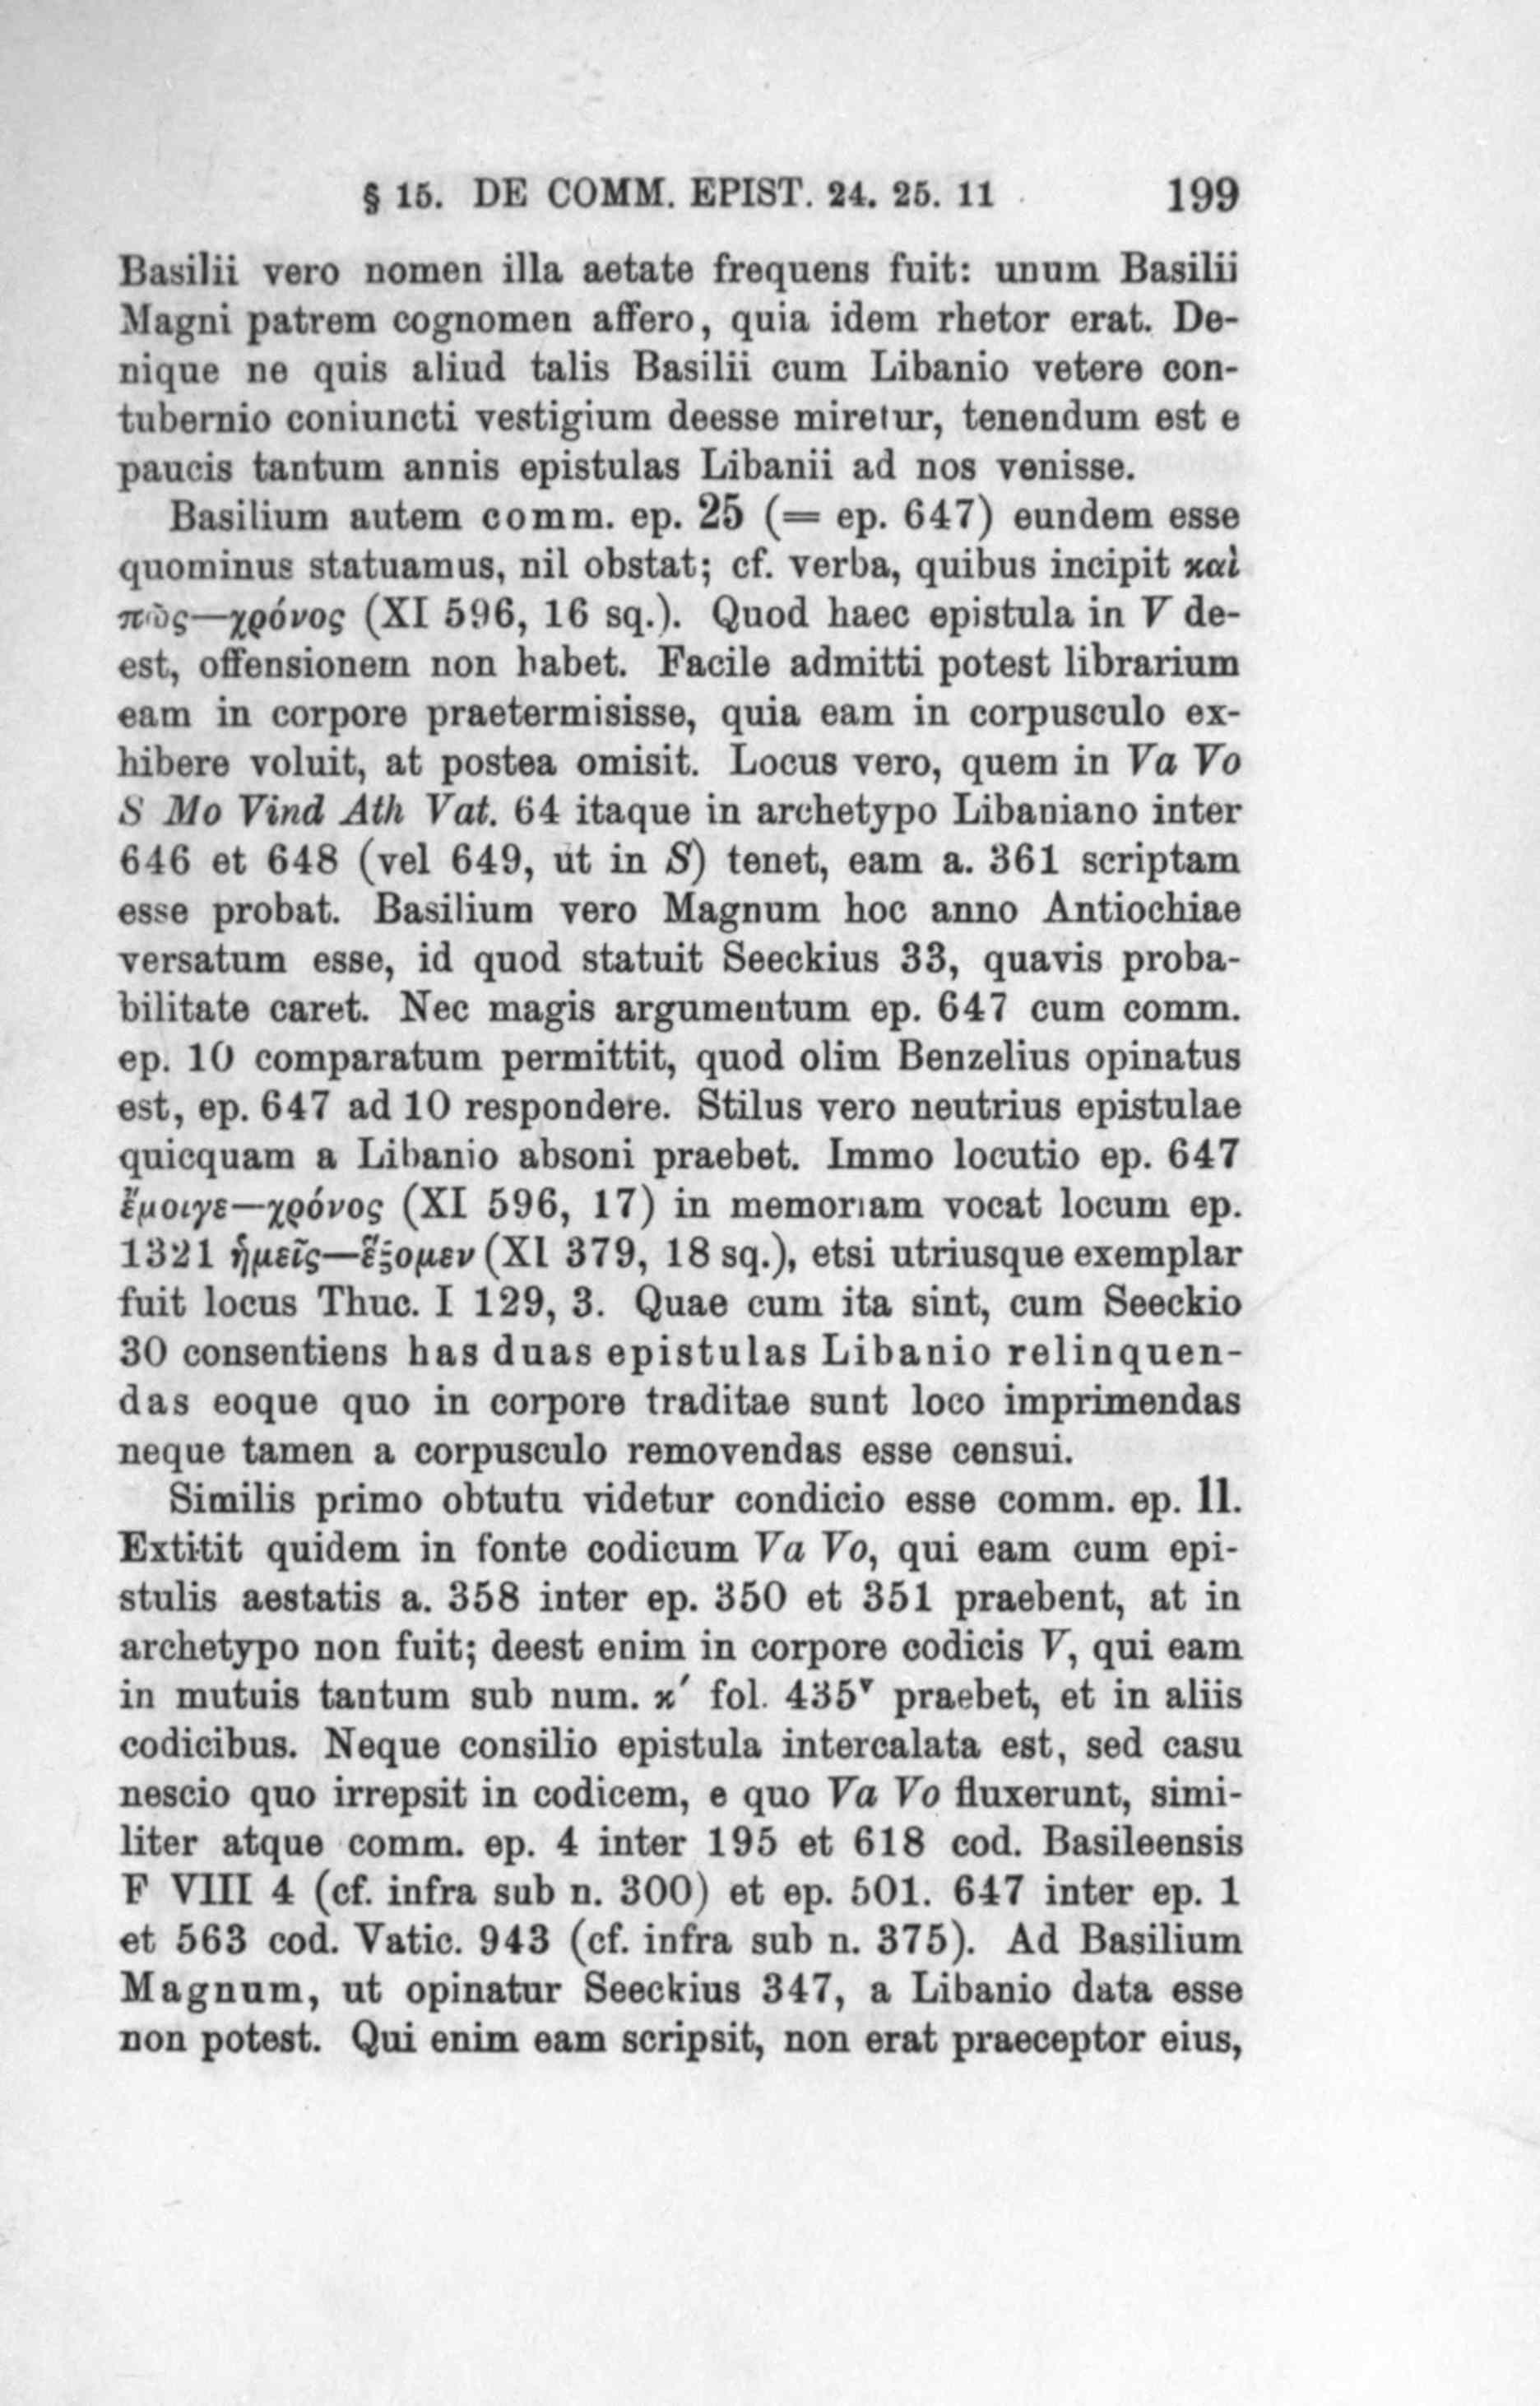 § 15. DE COMM. EPIST. 24. 25. 11 199
Basilii vero nomen illa aetate frequens fuit: unum Basilii
Magni patrem cognomen affero, quia idem rhetor erat. De-
nique ne quis aliud talis Basilii cum Libanio vetere con-
tubernio coniuncti vestigium deesse miretur, tenendum est e
paucis tantum annis epistulas Libanii ad nos venisse.
Basilium autem comm. ep. 25 (= ep. 647) eundem esse
quominus statuamus, nil obstat; cf. verba, quibus incipit καὶ
πῶς—χρόνος (XI 596, 16 sq.). Quod haec epistula in V de-
est, offensionem non habet. Facile admitti potest librarium
eam in corpore praetermisisse, quia eam in corpusculo ex-
hibere voluit, at postea omisit. Locus vero, quem in Va Vo
S Mo Vind Ath Vat. 64 itaque in archetypo Libaniano inter
646 et 648 (vel 649, ut in S) tenet, eam a. 361 scriptam
esse probat. Basilium vero Magnum hoc anno Antiochiae
versatum esse, id quod statuit Seeckius 33, quavis proba-
bilitate caret. Nec magis argumentum ep. 647 cum comm.
ep. 10 comparatum permittit, quod olim Benzelius opinatus
est, ep. 647 ad 10 respondere. Stilus vero neutrius epistulae
quicquam a Libanio absoni praebet. Immo locutio ep. 647
ἔμοιγε—χρόνος (XI 596, 17) in memoriam vocat locum ep.
1321 ἡμεῖς—ἕξομεν (XI 379, 18 sq.), etsi utriusque exemplar
fuit locus Thuc. I 129, 3. Quae cum ita sint, cum Seeckio
30 consentiens has duas epistulas Libanio relinquen-
das eoque quo in corpore traditae sunt loco imprimendas
neque tamen a corpusculo removendas esse censui.
Similis primo obtutu videtur condicio esse comm. ep. 11.
Extitit quidem in fonte codicum Va Vo, qui eam cum epi-
stulis aestatis a. 358 inter ep. 350 et 351 praebent, at in
archetypo non fuit; deest enim in corpore codicis V, qui eam
in mutuis tantum sub num. κ′ fol. 435ᵛ praebet, et in aliis
codicibus. Neque consilio epistula intercalata est, sed casu
nescio quo irrepsit in codicem, e quo Va Vo fluxerunt, simi-
liter atque comm. ep. 4 inter 195 et 618 cod. Basileensis
F VIII 4 (cf. infra sub n. 300) et ep. 501. 647 inter ep. 1
et 563 cod. Vatic. 943 (cf. infra sub n. 375). Ad Basilium
Magnum, ut opinatur Seeckius 347, a Libanio data esse
non potest. Qui enim eam scripsit, non erat praeceptor eius,